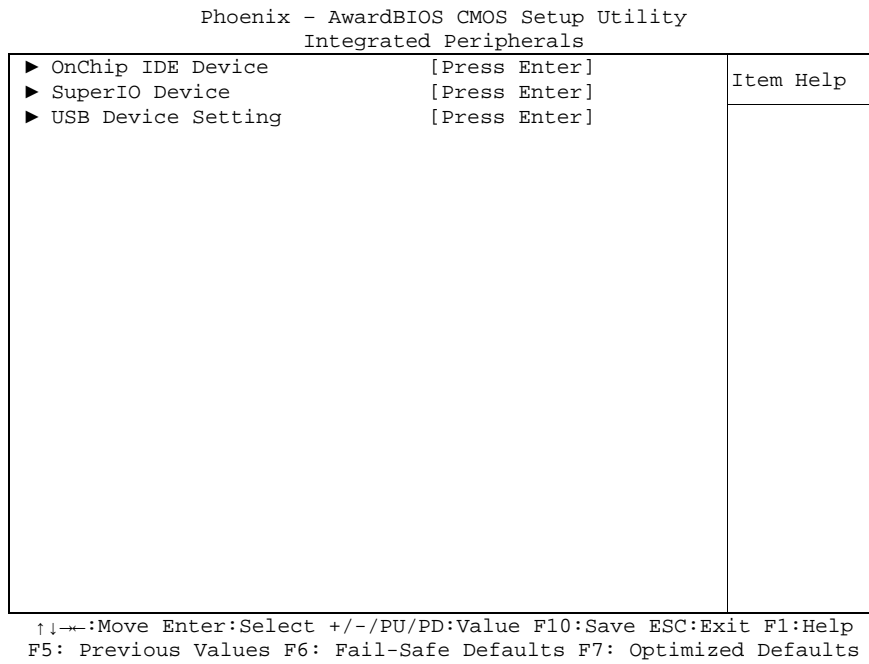 Phoenix – AwardBIOS CMOS Setup Utility
Integrated Peripherals
► OnChip IDE Device [Press Enter]
► SuperIO Device [Press Enter]
► USB Device Setting [Press Enter]
Item Help
↑↓→←:Move Enter:Select +/-/PU/PD:Value F10:Save ESC:Exit F1:Help
F5: Previous Values F6: Fail-Safe Defaults F7: Optimized Defaults